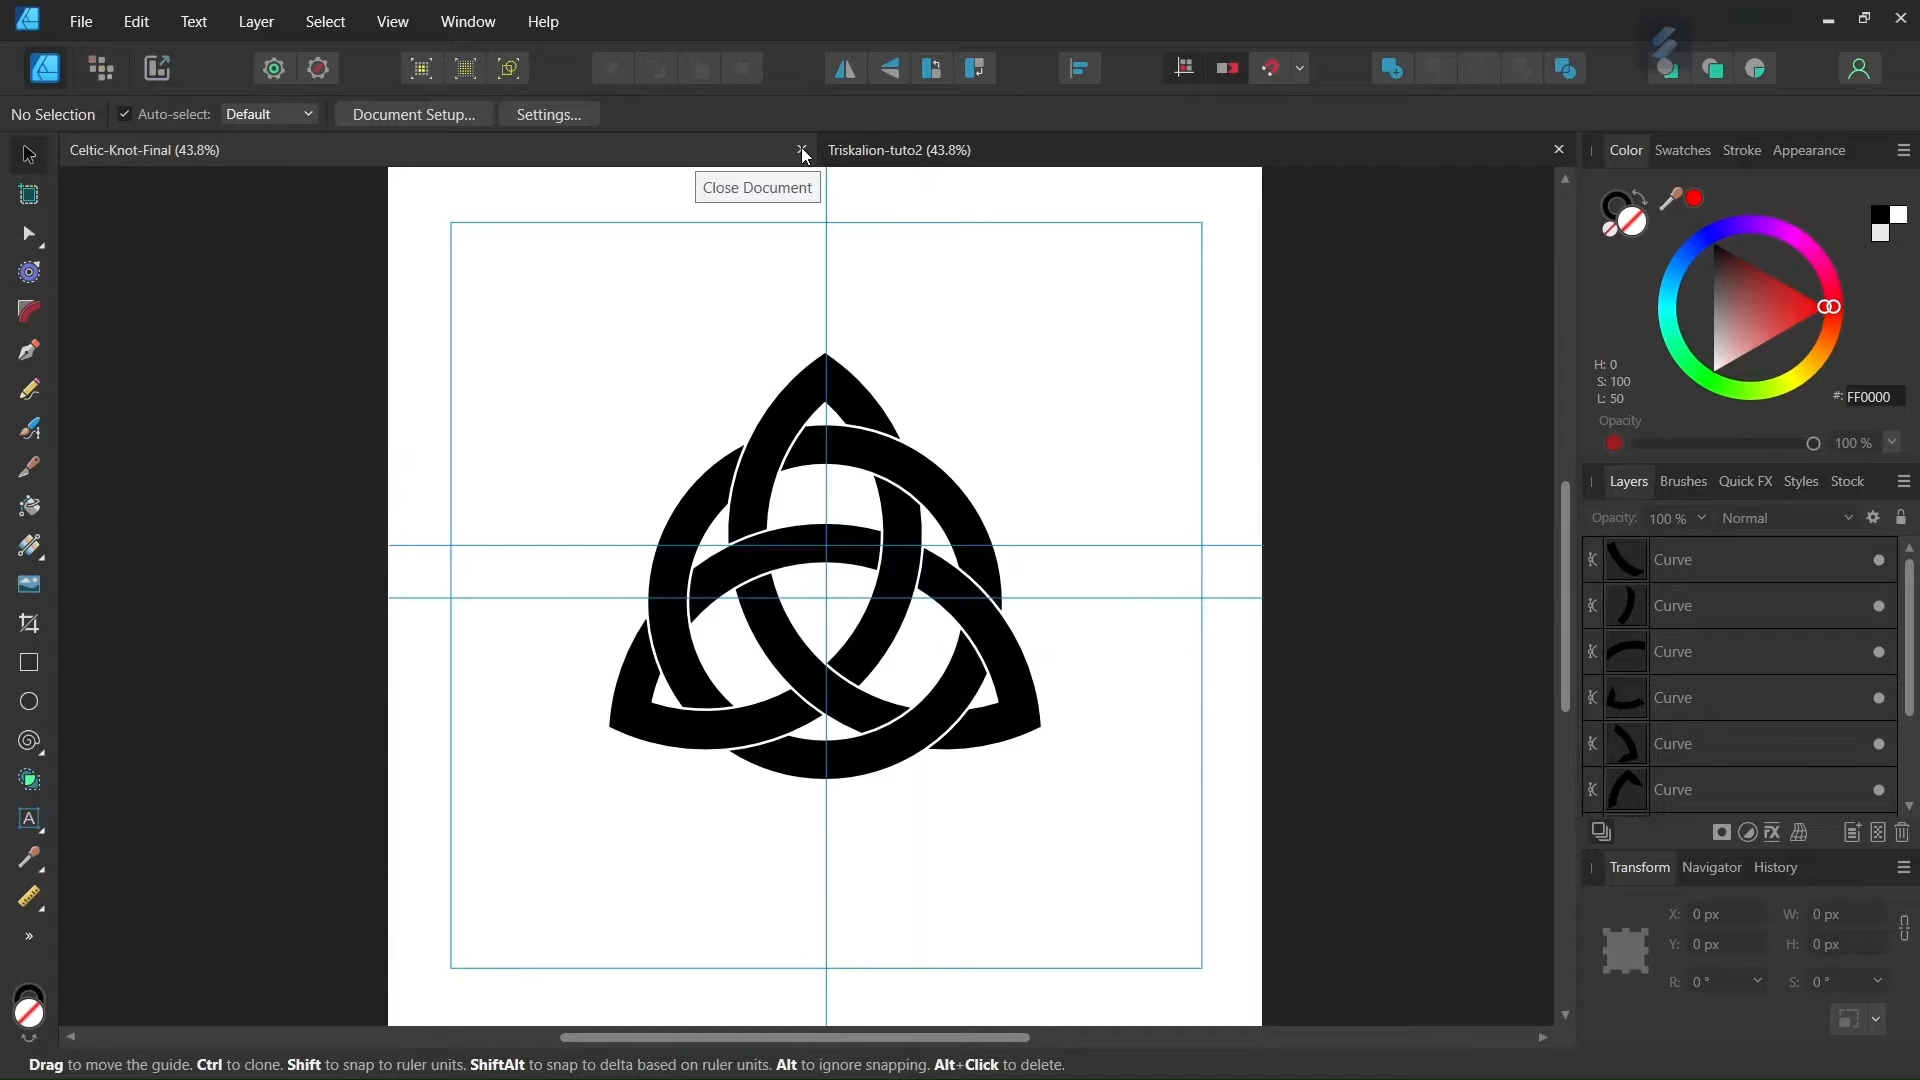 File Edit Text Layer Select View Window Help
No Selection Auto-select: Default Document Setup... Settings...
Celtic-Knot-Final (43.8%)
Triskalion-tuto2 (43.8%)
Close Document
Color Swatches Stroke Appearance
H: 0
S: 100
L: 50
#: FF0000
Opacity
100 %
Layers Brushes Quick FX Styles Stock
Opacity: 100 % Normal
Curve
Curve
Curve
Curve
Curve
Curve
FX
Transform Navigator History
X: 0 px W: 0 px
Y: 0 px H: 0 px
R: 0 ° S: 0 °
A
Drag to move the guide. Ctrl to clone. Shift to snap to ruler units. ShiftAlt to snap to delta based on ruler units. Alt to ignore snapping. Alt+Click to delete.